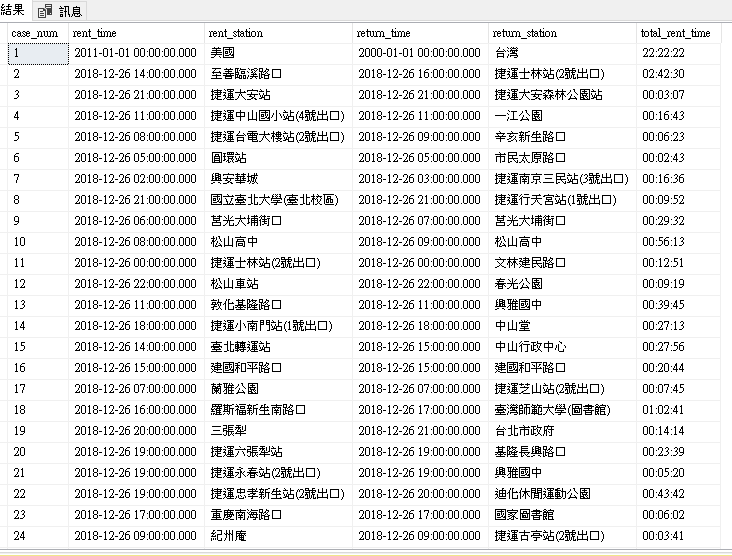 結果 訊息
case_num rent_time rent_station return_time return_station total_rent_time
1 2011-01-01 00:00:00.000 美國 2000-01-01 00:00:00.000 台灣 22:22:22
2 2018-12-26 14:00:00.000 至善臨溪路口 2018-12-26 16:00:00.000 捷運士林站(2號出口) 02:42:30
3 2018-12-26 21:00:00.000 捷運大安站 2018-12-26 21:00:00.000 捷運大安森林公園站 00:03:07
4 2018-12-26 11:00:00.000 捷運中山國小站(4號出口) 2018-12-26 11:00:00.000 一江公園 00:16:43
5 2018-12-26 08:00:00.000 捷運台電大樓站(2號出口) 2018-12-26 09:00:00.000 辛亥新生路口 00:06:23
6 2018-12-26 05:00:00.000 圓環站 2018-12-26 05:00:00.000 市民太原路口 00:02:43
7 2018-12-26 02:00:00.000 興安華城 2018-12-26 03:00:00.000 捷運南京三民站(3號出口) 00:16:36
8 2018-12-26 21:00:00.000 國立臺北大學(臺北校區) 2018-12-26 21:00:00.000 捷運行天宮站(1號出口) 00:09:52
9 2018-12-26 06:00:00.000 莒光大埔街口 2018-12-26 07:00:00.000 莒光大埔街口 00:29:32
10 2018-12-26 08:00:00.000 松山高中 2018-12-26 09:00:00.000 松山高中 00:56:13
11 2018-12-26 00:00:00.000 捷運士林站(2號出口) 2018-12-26 00:00:00.000 文林建民路口 00:12:51
12 2018-12-26 22:00:00.000 松山車站 2018-12-26 22:00:00.000 春光公園 00:09:19
13 2018-12-26 11:00:00.000 敦化基隆路口 2018-12-26 11:00:00.000 興雅國中 00:39:45
14 2018-12-26 18:00:00.000 捷運小南門站(1號出口) 2018-12-26 18:00:00.000 中山堂 00:27:13
15 2018-12-26 14:00:00.000 臺北轉運站 2018-12-26 15:00:00.000 中山行政中心 00:27:56
16 2018-12-26 15:00:00.000 建國和平路口 2018-12-26 15:00:00.000 建國和平路口 00:20:44
17 2018-12-26 07:00:00.000 蘭雅公園 2018-12-26 07:00:00.000 捷運芝山站(2號出口) 00:07:45
18 2018-12-26 16:00:00.000 羅斯福新生南路口 2018-12-26 17:00:00.000 臺灣師範大學(圖書館) 01:02:41
19 2018-12-26 20:00:00.000 三張犁 2018-12-26 21:00:00.000 台北市政府 00:14:14
20 2018-12-26 19:00:00.000 捷運六張犁站 2018-12-26 19:00:00.000 基隆長興路口 00:23:39
21 2018-12-26 19:00:00.000 捷運永春站(2號出口) 2018-12-26 19:00:00.000 興雅國中 00:05:20
22 2018-12-26 19:00:00.000 捷運忠孝新生站(2號出口) 2018-12-26 20:00:00.000 迪化休閒運動公園 00:43:42
23 2018-12-26 17:00:00.000 重慶南海路口 2018-12-26 17:00:00.000 國家圖書館 00:06:02
24 2018-12-26 09:00:00.000 紀州庵 2018-12-26 09:00:00.000 捷運古亭站(2號出口) 00:03:41